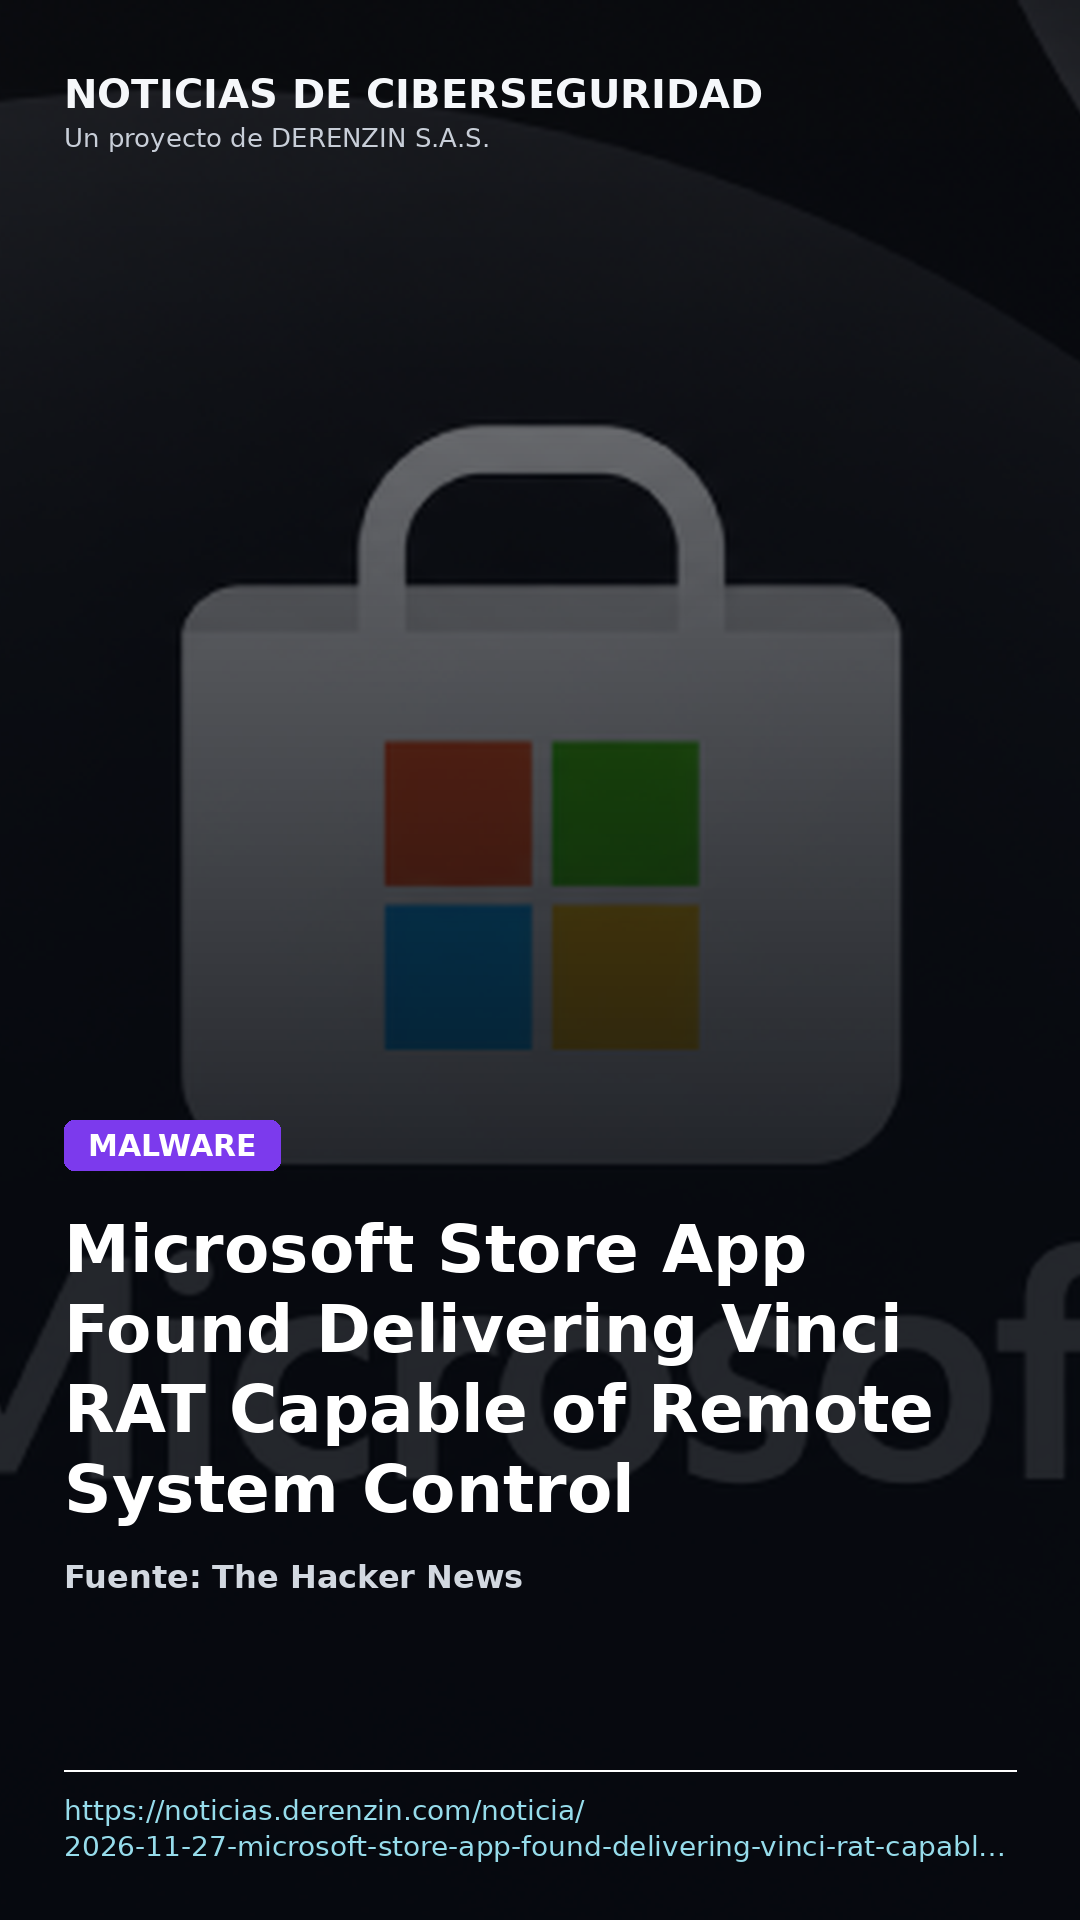 NOTICIAS DE CIBERSEGURIDAD
Un proyecto de DERENZIN S.A.S.
MALWARE
Microsoft Store App
Found Delivering Vinci
RAT Capable of Remote
System Control
Microsof
Fuente: The Hacker News
https://noticias.derenzin.com/noticia/
2026-11-27-microsoft-store-app-found-delivering-vinci-rat-capabl...